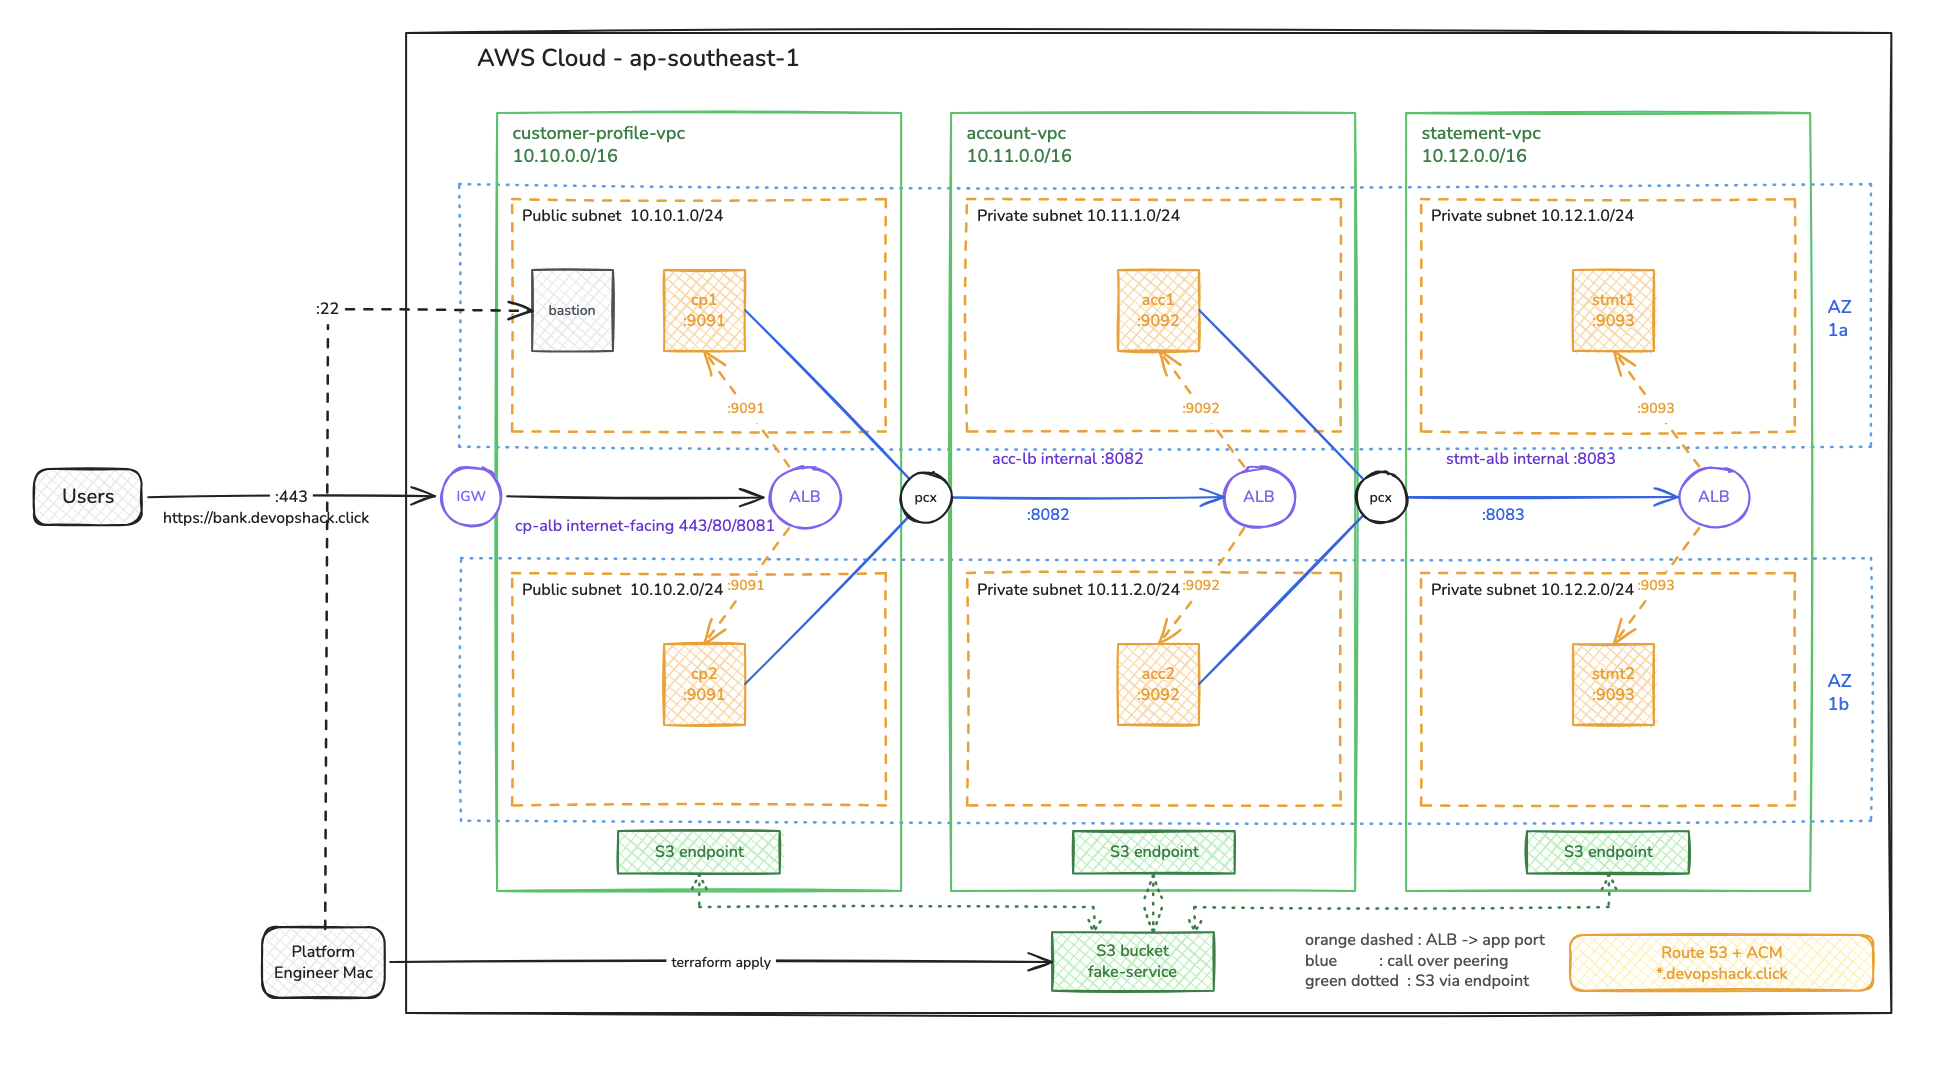 AWS Cloud - ap-southeast-1
customer-profile-vpc
10.10.0.0/16
account-vpc
10.11.0.0/16
statement-vpc
10.12.0.0/16
Public subnet  10.10.1.0/24
Private subnet 10.11.1.0/24
Private subnet 10.12.1.0/24
:22
bastion
cp1
:9091
acc1
:9092
stmt1
:9093
AZ
1a
:9091
:9092
:9093
acc-lb internal :8082
stmt-alb internal :8083
Users
:443
https://bank.devopshack.click
IGW
ALB
cp-alb internet-facing 443/80/8081
pcx
:8082
ALB
pcx
:8083
ALB
Public subnet  10.10.2.0/24
:9091
Private subnet 10.11.2.0/24
:9092
Private subnet 10.12.2.0/24
:9093
cp2
:9091
acc2
:9092
stmt2
:9093
AZ
1b
S3 endpoint
S3 endpoint
S3 endpoint
Platform
Engineer Mac
terraform apply
S3 bucket
fake-service
orange dashed : ALB -> app port
blue          : call over peering
green dotted  : S3 via endpoint
Route 53 + ACM
*.devopshack.click